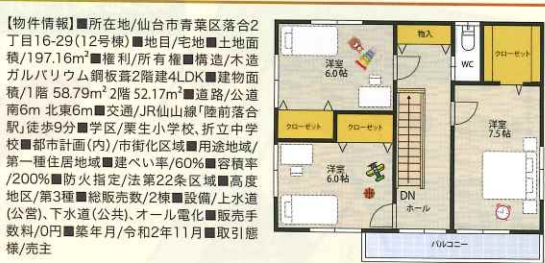 【物件情報】■所在地/仙台市青葉区落合2
丁目16-29(12号棟)■地目/宅地■土地面
積/197.16m²■権利/所有権■構造/木造
ガルバリウム鋼板葺2階建4LDK■建物面
積/1階 58.79m² 2階 52.17m²■道路/公道
南6m 北東6m■交通/JR仙山線「陸前落合
駅」徒歩9分■学区/栗生小学校、折立中学
校■都市計画(内)/市街化区域■用途地域/
第一種住居地域■建ぺい率/60%■容積率
/200%■防火指定/法第22条区域■高度
地区/第3種■総販売数/2棟■設備/上水道
(公営)、下水道(公共)、オール電化■販売手
数料/0円■築年月/令和2年11月■取引態
様/売主
物入
WC
クローゼット
洋室
6.0帖
クローゼット
クローゼット
洋室
7.5帖
洋室
6.0帖
DN
ホール
バルコニー